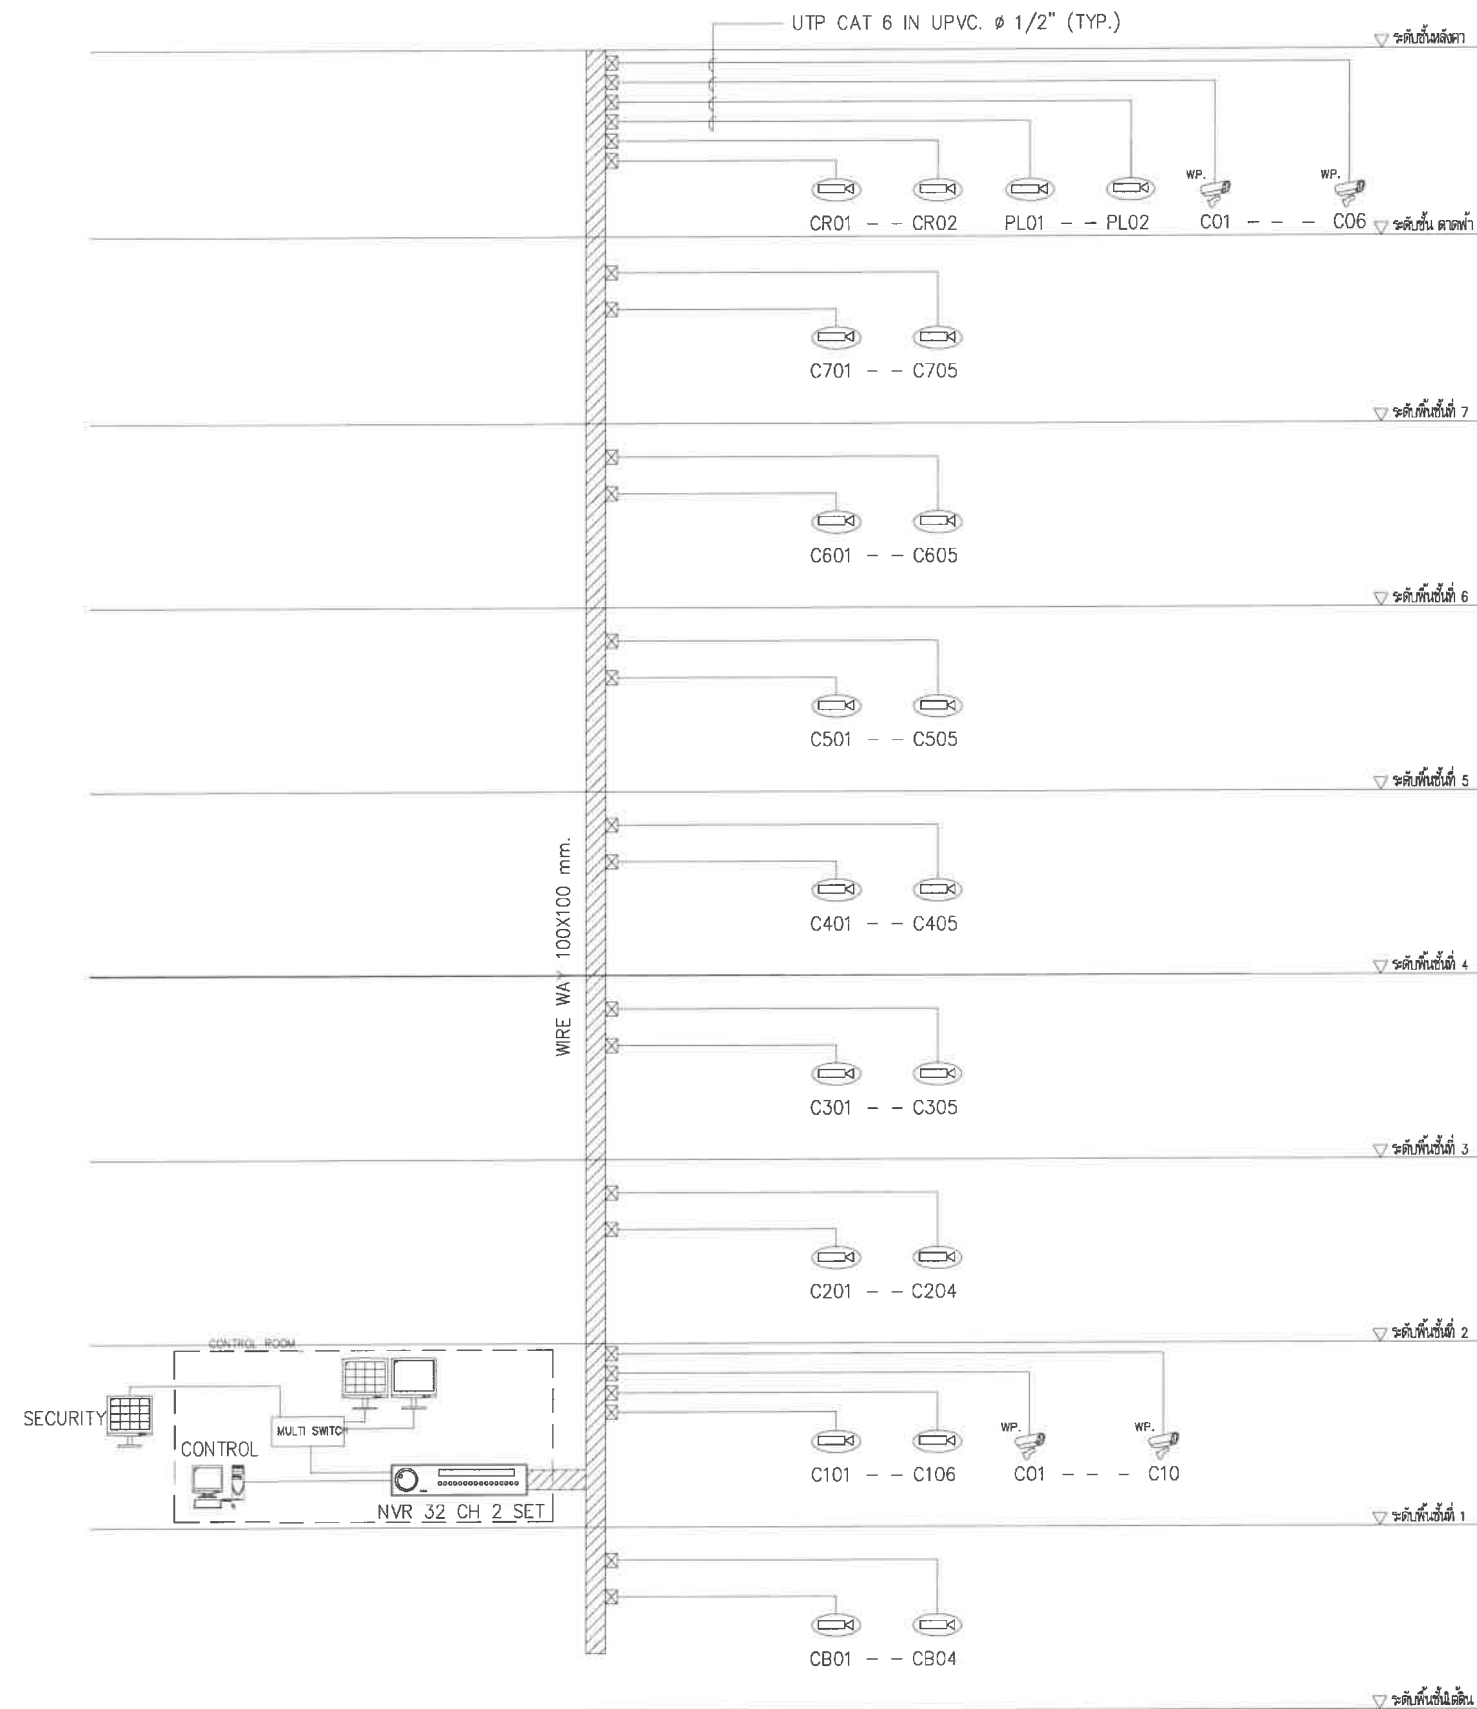 UTP CAT 6 IN UPVC. ø 1/2" (TYP.)
ระดับชั้นหลังคา
WP. WP.
CR01 - - CR02 PL01 - - PL02 C01 - - - C06
ระดับชั้น ดาดฟ้า
C701 - - C705
ระดับพื้นชั้นที่ 7
C601 - - C605
ระดับพื้นชั้นที่ 6
C501 - - C505
ระดับพื้นชั้นที่ 5
WIRE WAY 100X100 mm.
C401 - - C405
ระดับพื้นชั้นที่ 4
C301 - - C305
ระดับพื้นชั้นที่ 3
C201 - - C204
ระดับพื้นชั้นที่ 2
CONTROL ROOM
SECURITY
MULTI SWITCH
CONTROL
NVR 32 CH 2 SET
WP. WP.
C101 - - C106 C01 - - - C10
ระดับพื้นชั้นที่ 1
CB01 - - CB04
ระดับพื้นชั้นใต้ดิน